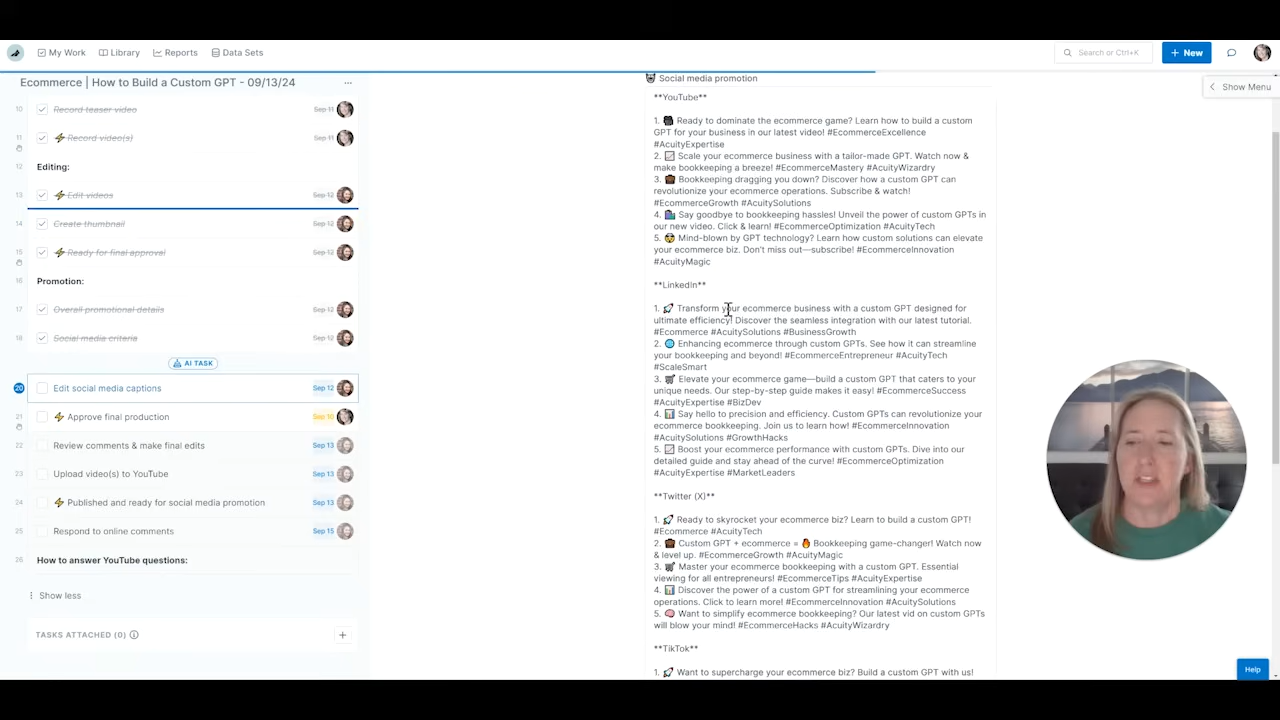 My Work
Library
Reports
Data Sets
Search or Ctrl+K
+ New
Ecommerce | How to Build a Custom GPT - 09/13/24
...
Show Menu
10 Record teaser video Sep 11
11 ⚡ Record video(s) Sep 11
12 Editing:
13 ⚡ Edit videos Sep 12
14 Create thumbnail Sep 12
15 ⚡ Ready for final approval Sep 12
16 Promotion:
17 Overall promotional details Sep 12
18 Social media criteria Sep 12
AI TASK
20 Edit social media captions Sep 12
21 ⚡ Approve final production Sep 10
22 Review comments & make final edits Sep 13
23 Upload video(s) to YouTube Sep 13
24 ⚡ Published and ready for social media promotion Sep 13
25 Respond to online comments Sep 15
26 How to answer YouTube questions:
Show less
TASKS ATTACHED (0)
+
Social media promotion
**YouTube**
1. Ready to dominate the ecommerce game? Learn how to build a custom
GPT for your business in our latest video! #EcommerceExcellence
#AcuityExpertise
2. 📈 Scale your ecommerce business with a tailor-made GPT. Watch now &
make bookkeeping a breeze! #EcommerceMastery #AcuityWizardry
3. 💼 Bookkeeping dragging you down? Discover how a custom GPT can
revolutionize your ecommerce operations. Subscribe & watch!
#EcommerceGrowth #AcuitySolutions
4. 🛍️ Say goodbye to bookkeeping hassles! Unveil the power of custom GPTs in
our new video. Click & learn! #EcommerceOptimization #AcuityTech
5. 🤯 Mind-blown by GPT technology? Learn how custom solutions can elevate
your ecommerce biz. Don't miss out—subscribe! #EcommerceInnovation
#AcuityMagic
**LinkedIn**
1. 🚀 Transform your ecommerce business with a custom GPT designed for
ultimate efficiency! Discover the seamless integration with our latest tutorial.
#Ecommerce #AcuitySolutions #BusinessGrowth
2. 🌐 Enhancing ecommerce through custom GPTs. See how it can streamline
your bookkeeping and beyond! #EcommerceEntrepreneur #AcuityTech
#ScaleSmart
3. 🛒 Elevate your ecommerce game—build a custom GPT that caters to your
unique needs. Our step-by-step guide makes it easy! #EcommerceSuccess
#AcuityExpertise #BizDev
4. 📊 Say hello to precision and efficiency. Custom GPTs can revolutionize your
ecommerce bookkeeping. Join us to learn how! #EcommerceInnovation
#AcuitySolutions #GrowthHacks
5. 📈 Boost your ecommerce performance with custom GPTs. Dive into our
detailed guide and stay ahead of the curve! #EcommerceOptimization
#AcuityExpertise #MarketLeaders
**Twitter (X)**
1. 🚀 Ready to skyrocket your ecommerce biz? Learn to build a custom GPT!
#Ecommerce #AcuityTech
2. 💼 Custom GPT + ecommerce = 🔥 Bookkeeping game-changer! Watch now
& level up. #EcommerceGrowth #AcuityMagic
3. 🛒 Master your ecommerce bookkeeping with a custom GPT. Essential
viewing for all entrepreneurs! #EcommerceTips #AcuityExpertise
4. 📊 Discover the power of a custom GPT for streamlining your ecommerce
operations. Click to learn more! #EcommerceInnovation #AcuitySolutions
5. 🧠 Want to simplify ecommerce bookkeeping? Our latest vid on custom GPTs
will blow your mind! #EcommerceHacks #AcuityWizardry
**TikTok**
1. 🚀 Want to supercharge your ecommerce biz? Build a custom GPT with us!
Help